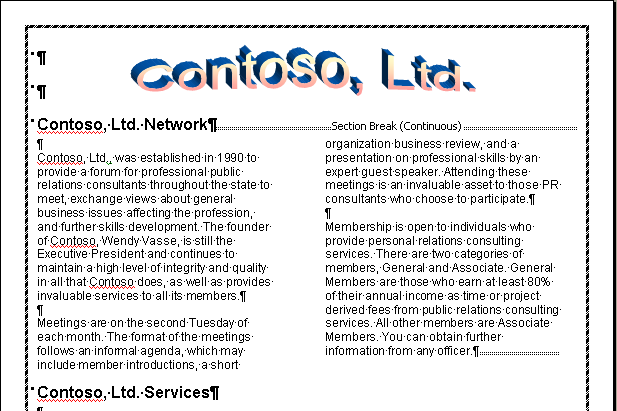 Contoso, Ltd.
Contoso, Ltd. Network¶
Section Break (Continuous)
¶
Contoso, Ltd., was established in 1990 to
provide a forum for professional public
relations consultants throughout the state to
meet, exchange views about general
business issues affecting the profession,
and further skills development. The founder
of Contoso, Wendy Vasse, is still the
Executive President and continues to
maintain a high level of integrity and quality
in all that Contoso does, as well as provides
invaluable services to its members.¶
¶
Meetings are on the second Tuesday of
each month. The format of the meetings
follows an informal agenda, which may
include member introductions, a short
organization business review, and a
presentation on professional skills by an
expert guest speaker. Attending these
meetings is an invaluable asset to those PR
consultants who choose to participate.¶
¶
Membership is open to individuals who
provide personal relations consulting
services. There are two categories of
members, General and Associate. General
Members are those who earn at least 80%
of their annual income as time or project
derived fees from public relations consulting
services. All other members are Associate
Members. You can obtain further
information from any officer.¶
Contoso, Ltd. Services¶